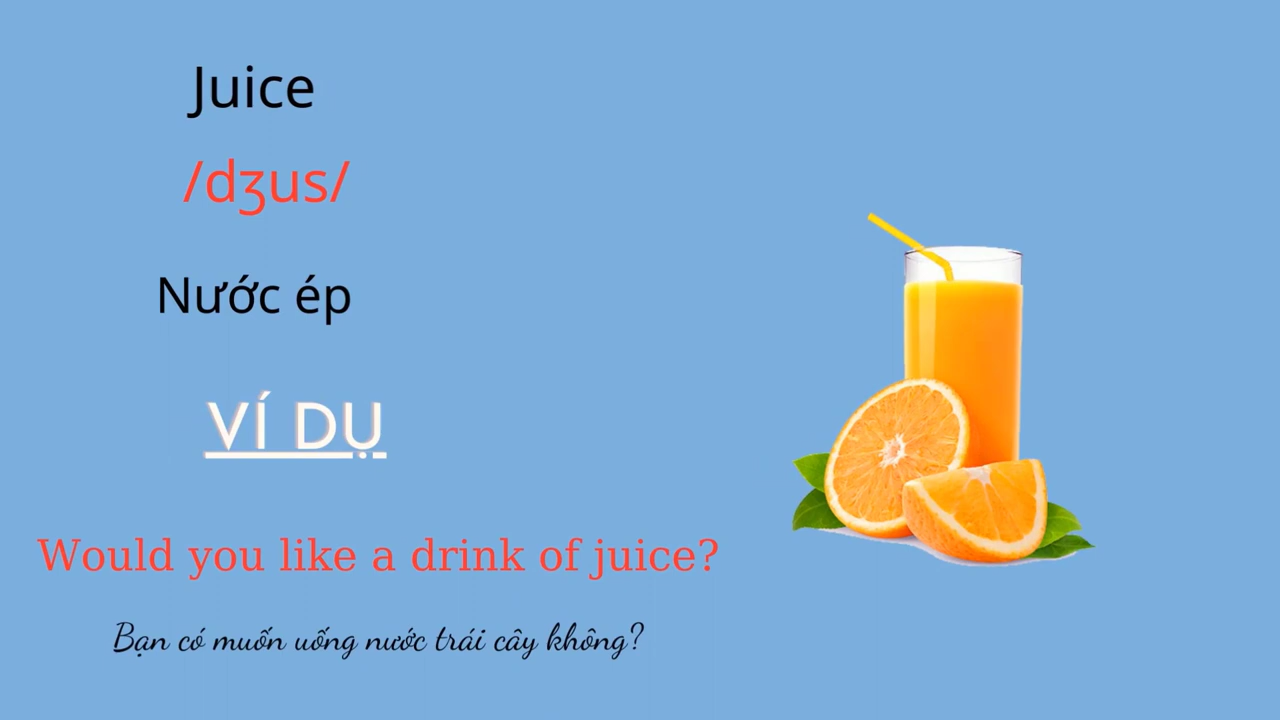 Juice
/dʒus/
Nước ép
VÍ DỤ
Would you like a drink of juice?
Bạn có muốn uống nước trái cây không?